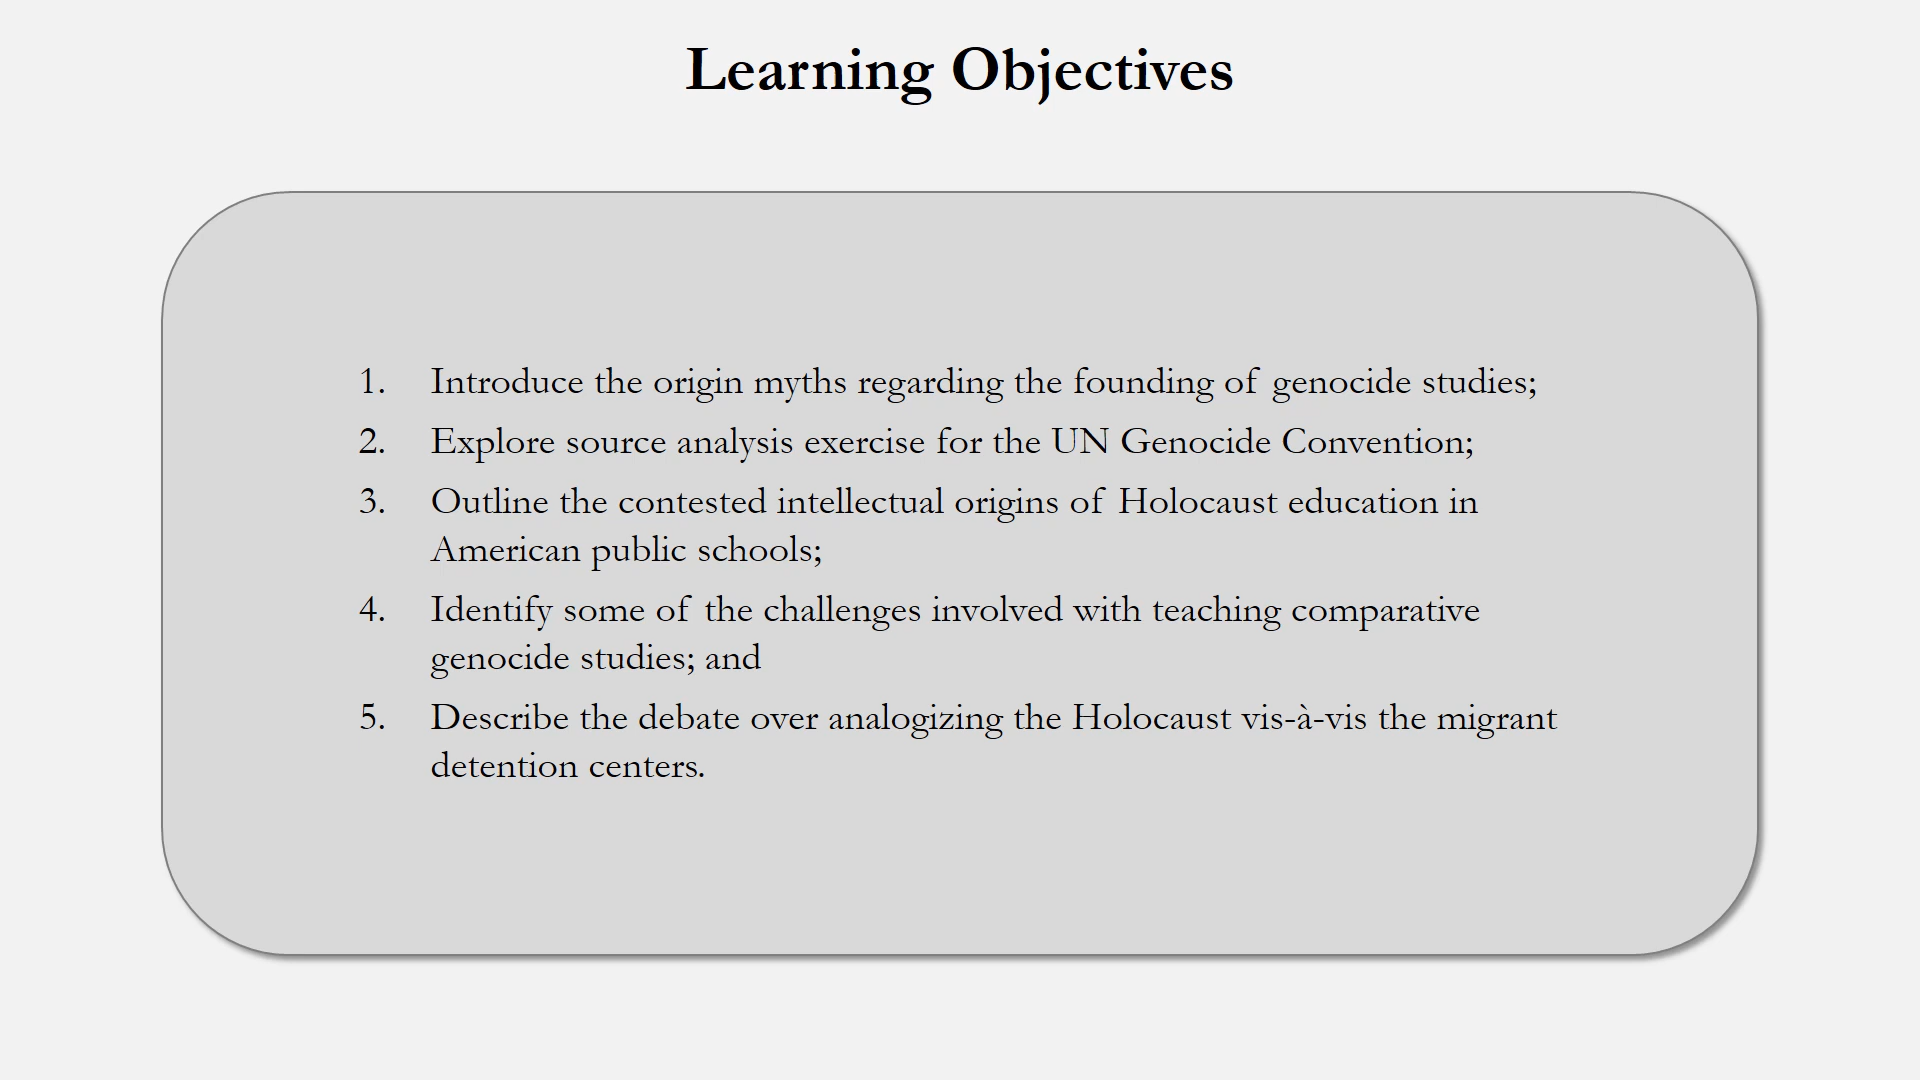 Learning Objectives
1. Introduce the origin myths regarding the founding of genocide studies;
2. Explore source analysis exercise for the UN Genocide Convention;
3. Outline the contested intellectual origins of Holocaust education in
American public schools;
4. Identify some of the challenges involved with teaching comparative
genocide studies; and
5. Describe the debate over analogizing the Holocaust vis-à-vis the migrant
detention centers.